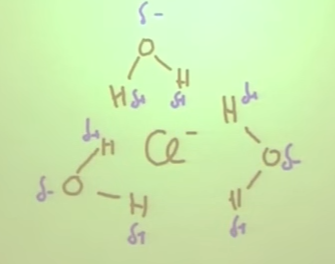 δ-
O
H δ+ H δ+
H δ+
δ+ H Cl⁻ O δ-
δ- O H H
δ+ δ+